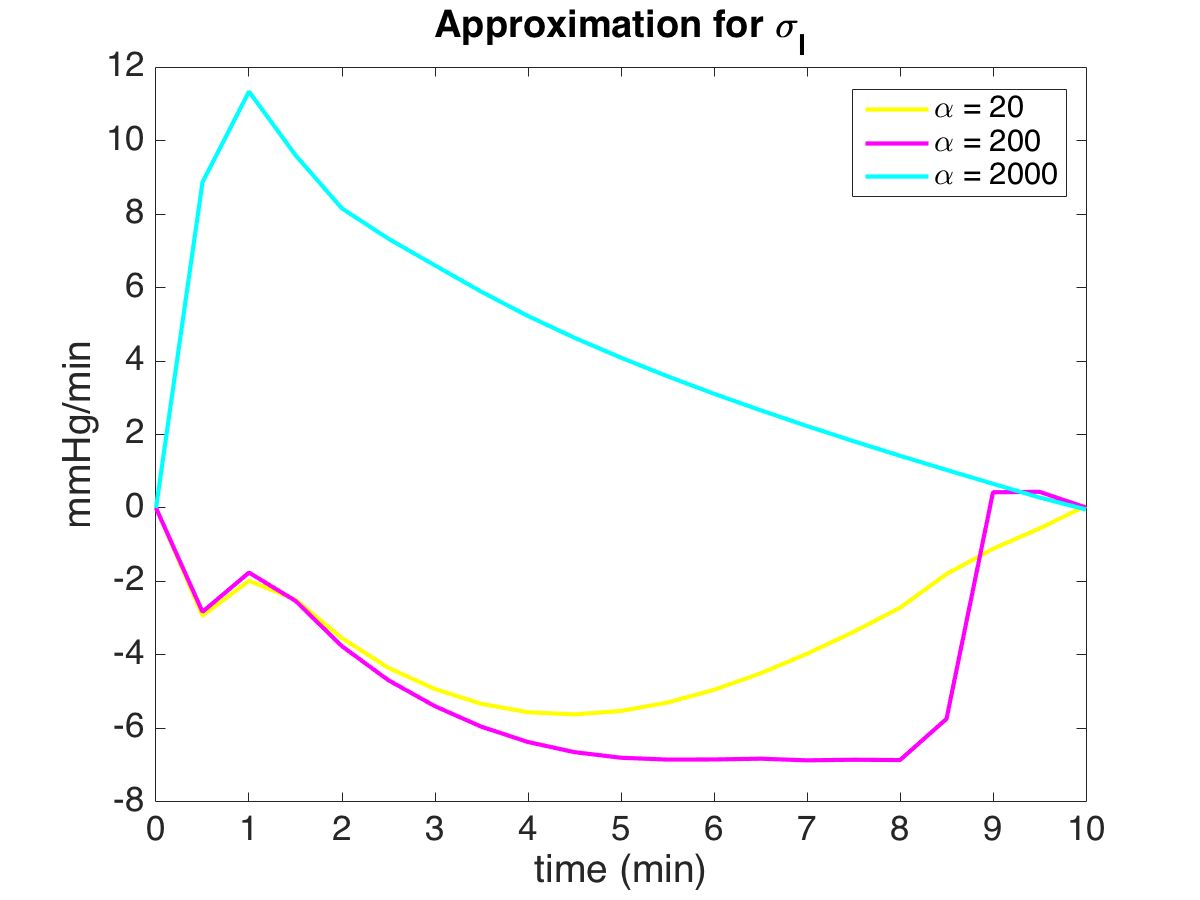 Approximation for σI
12
10
8
6
4
2
0
-2
-4
-6
-8
mmHg/min
α = 20
α = 200
α = 2000
0 1 2 3 4 5 6 7 8 9 10
time (min)